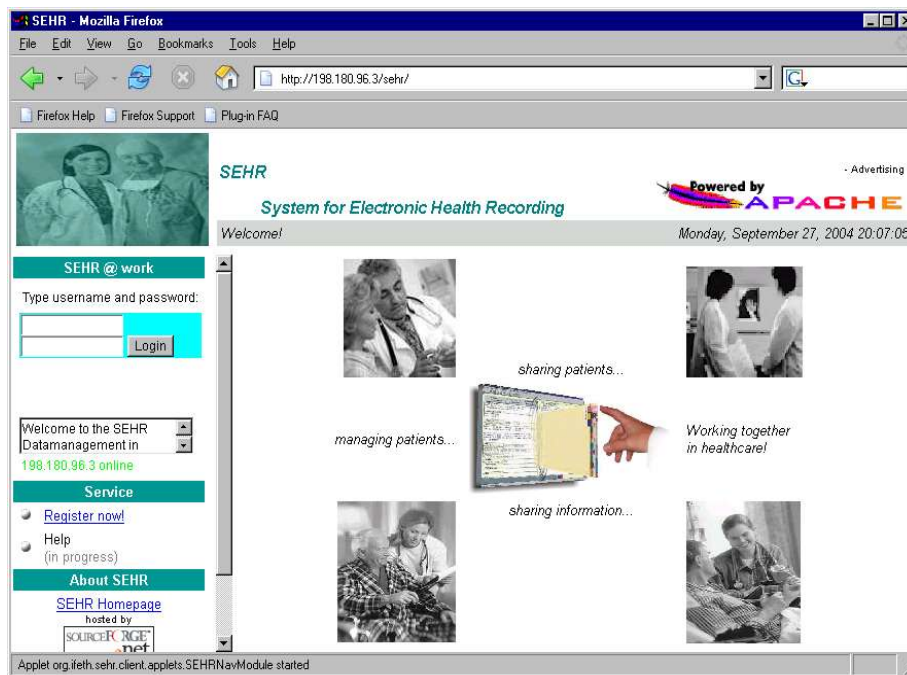 SEHR - Mozilla Firefox
File Edit View Go Bookmarks Tools Help
http://198.180.96.3/sehr/
G
Firefox Help Firefox Support Plug-in FAQ
SEHR
System for Electronic Health Recording
- Advertising
Powered by
APACHE
Welcome!
Monday, September 27, 2004 20:07:05
SEHR @ work
Type username and password:
Login
Welcome to the SEHR
Datamanagement in
198.180.96.3 online
Service
Register now!
Help
(in progress)
About SEHR
SEHR Homepage
hosted by
SOURCEFORGE
.net
sharing patients...
managing patients...
Working together
in healthcare!
sharing information...
Applet org.ifeth.sehr.client.applets.SEHRNavModule started